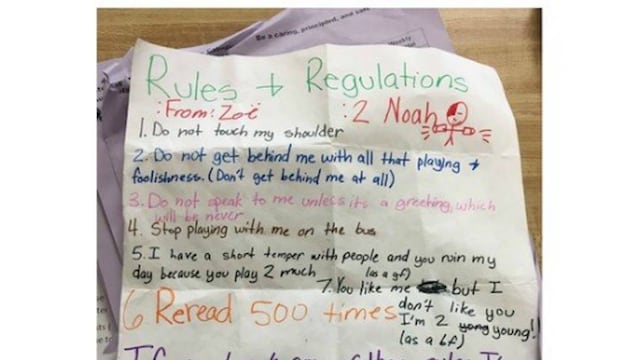 Be a caring, principled, and safe
Weekly
Rules + Regulations
:From: Zoë :2 Noah
1. Do not touch my shoulder
2. Do not get behind me with all that playing +
foolishness. (Don't get behind me at all)
3. Do not speak to me unless its a greeting, which
will be never
4. Stop playing with me on the bus
5. I have a short temper with people and you ruin my
day because you play 2 much
(as a gf)
7. You like me but I
don't like you
I'm 2 yong young!
(as a bf)
6 Reread 500 times